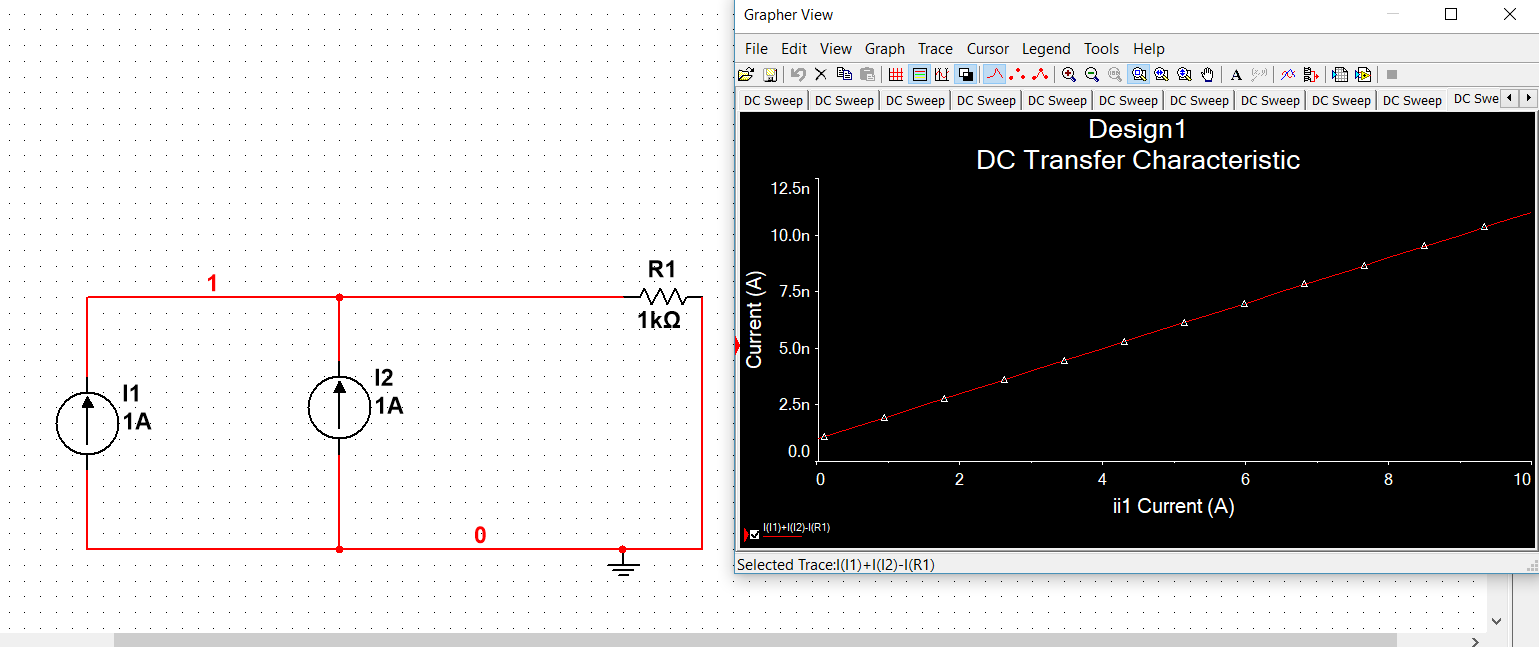 1
R1
1kΩ
I1
1A
I2
1A
0
Grapher View
File Edit View Graph Trace Cursor Legend Tools Help
A
DC Sweep DC Sweep DC Sweep DC Sweep DC Sweep DC Sweep DC Sweep DC Sweep DC Sweep DC Sweep DC Swe
Design1
DC Transfer Characteristic
12.5n
10.0n
7.5n
5.0n
2.5n
0.0
Current (A)
0 2 4 6 8 10
ii1 Current (A)
I(I1)+I(I2)-I(R1)
Selected Trace:I(I1)+I(I2)-I(R1)